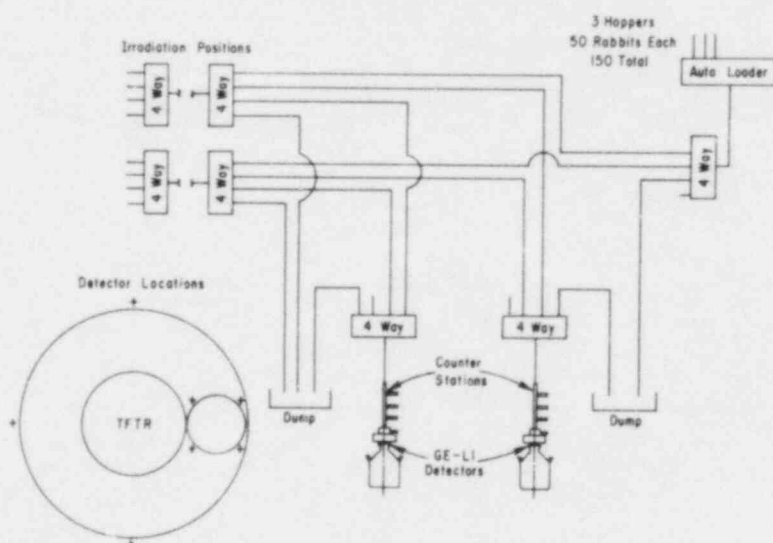 3 Hoppers
50 Rabbits Each
150 Total
Irradiation Positions
Auto Loader
4 Way
4 Way
4 Way
4 Way
4 Way
Detector Locations
4 Way
4 Way
Counter
Stations
TFTR
Dump
Dump
GE-LI
Detectors